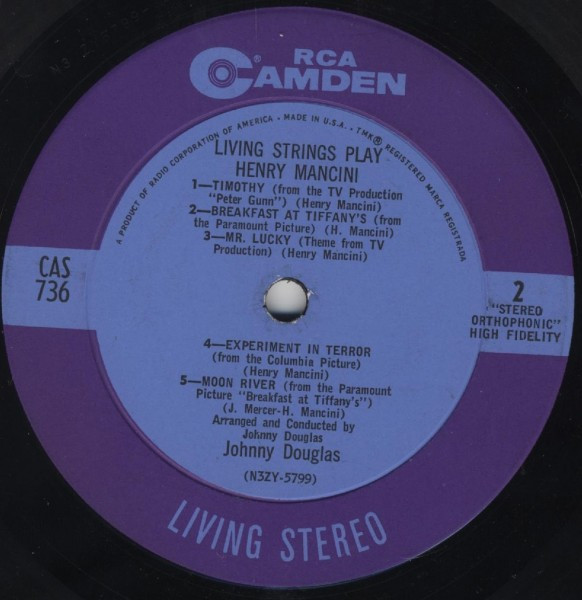 RCA
CAMDEN
®
A PRODUCT OF RADIO CORPORATION OF AMERICA • MADE IN U.S.A. • TMK® REGISTERED MARCA REGISTRADA
LIVING STRINGS PLAY
HENRY MANCINI
1—TIMOTHY (from the TV Production
"Peter Gunn") (Henry Mancini)
2—BREAKFAST AT TIFFANY'S (from
the Paramount Picture) (H. Mancini)
3—MR. LUCKY (Theme from TV
Production) (Henry Mancini)
CAS
736
2
"STEREO
ORTHOPHONIC"
HIGH FIDELITY
4—EXPERIMENT IN TERROR
(from the Columbia Picture)
(Henry Mancini)
5—MOON RIVER (from the Paramount
Picture "Breakfast at Tiffany's")
(J. Mercer-H. Mancini)
Arranged and Conducted by
Johnny Douglas
Johnny Douglas
(N3ZY-5799)
LIVING STEREO